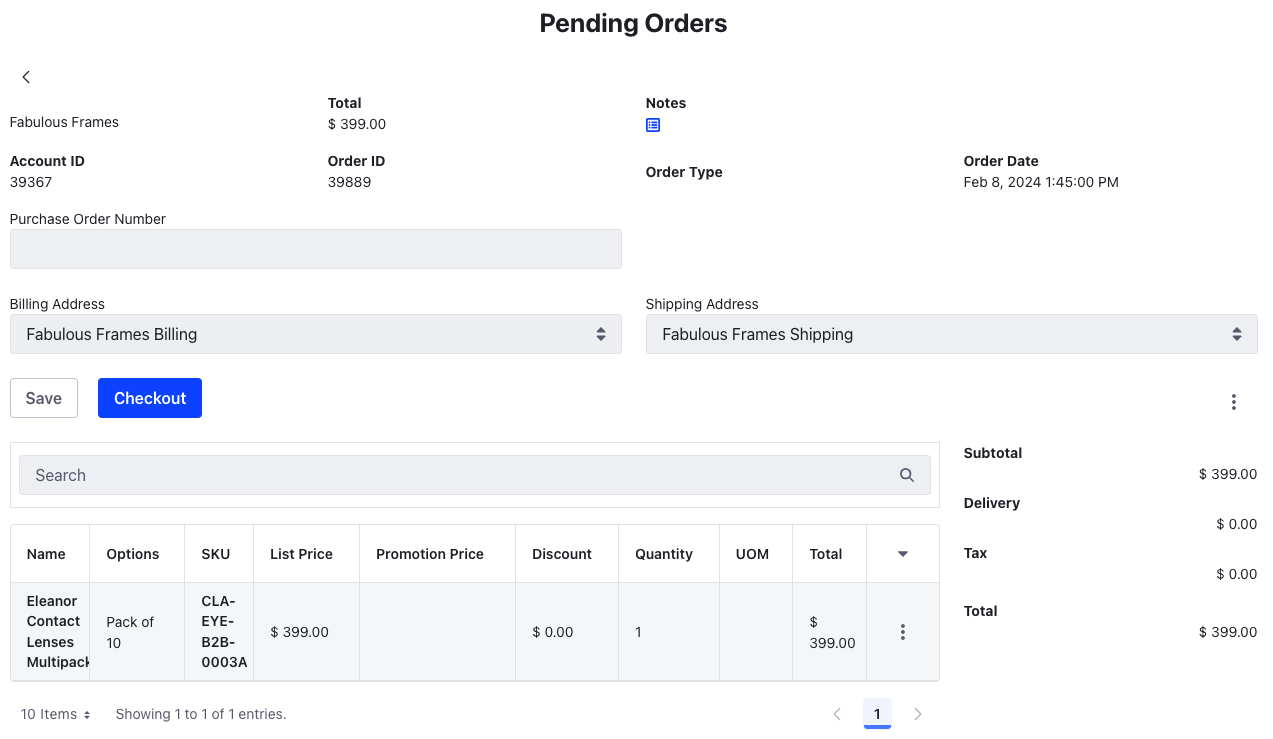 Pending Orders
Fabulous Frames
Total
$ 399.00
Notes
Account ID
39367
Order ID
39889
Order Type
Order Date
Feb 8, 2024 1:45:00 PM
Purchase Order Number
Billing Address
Fabulous Frames Billing
Shipping Address
Fabulous Frames Shipping
Save
Checkout
Search
Name
Options
SKU
List Price
Promotion Price
Discount
Quantity
UOM
Total
Eleanor
Contact
Lenses
Multipack
Pack of
10
CLA-
EYE-
B2B-
0003A
$ 399.00
$ 0.00
1
$
399.00
10 Items
Showing 1 to 1 of 1 entries.
1
Subtotal
$ 399.00
Delivery
$ 0.00
Tax
$ 0.00
Total
$ 399.00